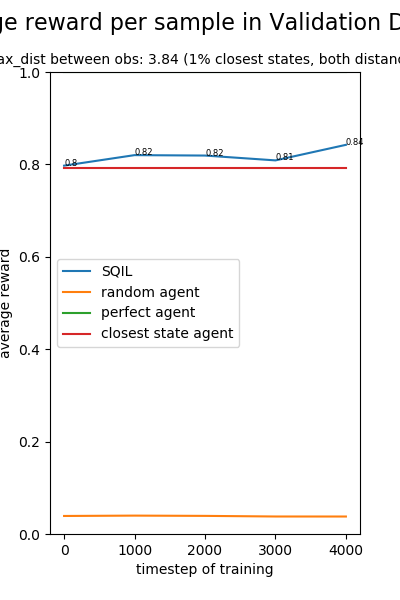 ge reward per sample in Validation D
ax_dist between obs: 3.84 (1% closest states, both distanc
1.0
0.8
0.6
0.4
0.2
0.0
average reward
0.8
0.82
0.82
0.81
0.84
SQIL
random agent
perfect agent
closest state agent
0
1000
2000
3000
4000
timestep of training